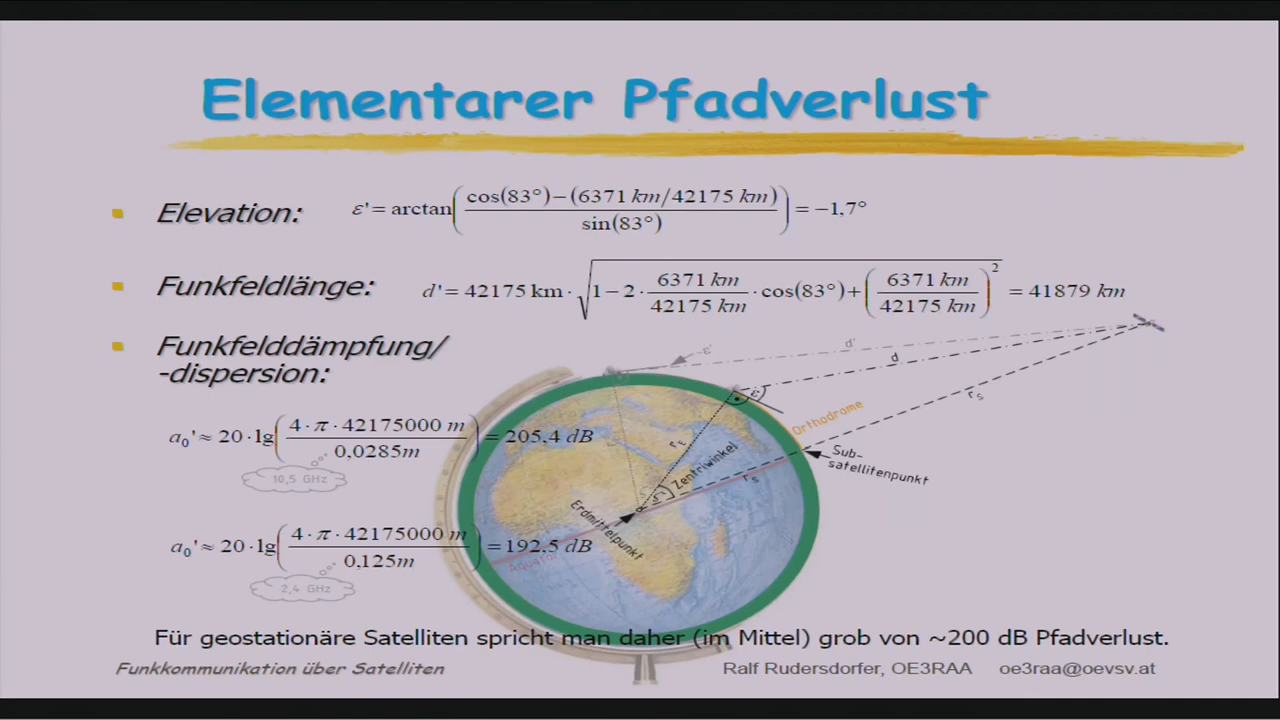 Elementarer Pfadverlust
Elevation: ε' = arctan( (cos(83°)−(6371 km/42175 km)) / sin(83°) ) = −1,7°
Funkfeldlänge: d' = 42175 km · √( 1−2 · 6371 km / 42175 km · cos(83°) + ( 6371 km / 42175 km )² ) = 41879 km
Funkfelddämpfung/
-dispersion:
a₀' ≈ 20 · lg( 4 · π · 42175000 m / 0,0285m ) = 205,4 dB
10,5 GHz
a₀' ≈ 20 · lg( 4 · π · 42175000 m / 0,125m ) = 192,5 dB
2,4 GHz
-ε'
d'
d
ε
rₛ
Orthodrome
Sub-
satellitenpunkt
Zentriwinkel
Erdmittelpunkt
Äquator
Für geostationäre Satelliten spricht man daher (im Mittel) grob von ~200 dB Pfadverlust.
Funkkommunikation über Satelliten
Ralf Rudersdorfer, OE3RAA oe3raa@oevsv.at